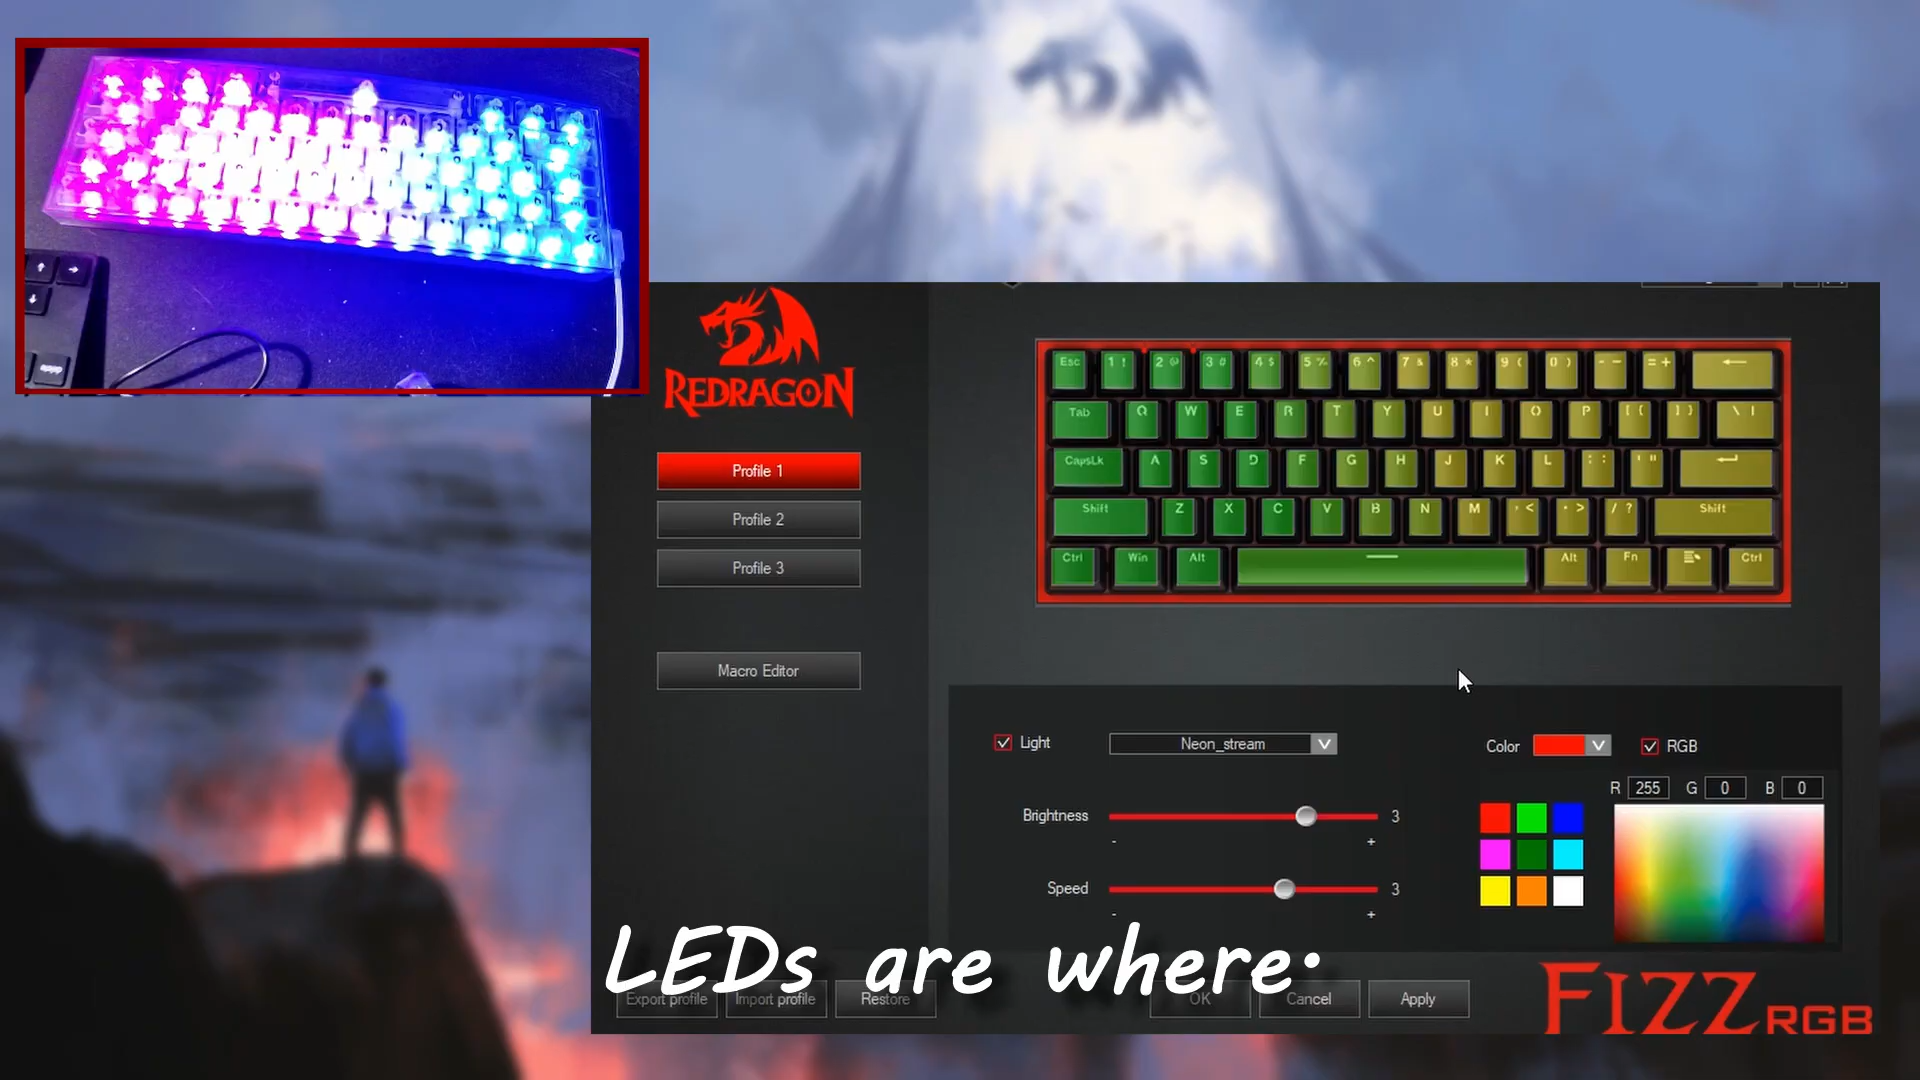 REDRAGON
Profile 1
Profile 2
Profile 3
Macro Editor
Esc 1 ! 2 @ 3 # 4 $ 5 % 6 ^ 7 & 8 * 9 ( 0 ) - - = + ←
Tab Q W E R T Y U I O P [ { ] } \ |
CapsLk A S D F G H J K L : ; ' "
Shift Z X C V B N M , < . > / ? Shift
Ctrl Win Alt Alt Fn Ctrl
Light
Neon_stream
V
Color
V
RGB
R 255 G 0 B 0
Brightness
3
- +
Speed
3
- +
LEDs are where:
Export profile Import profile Restore OK Cancel Apply
FIZZ RGB